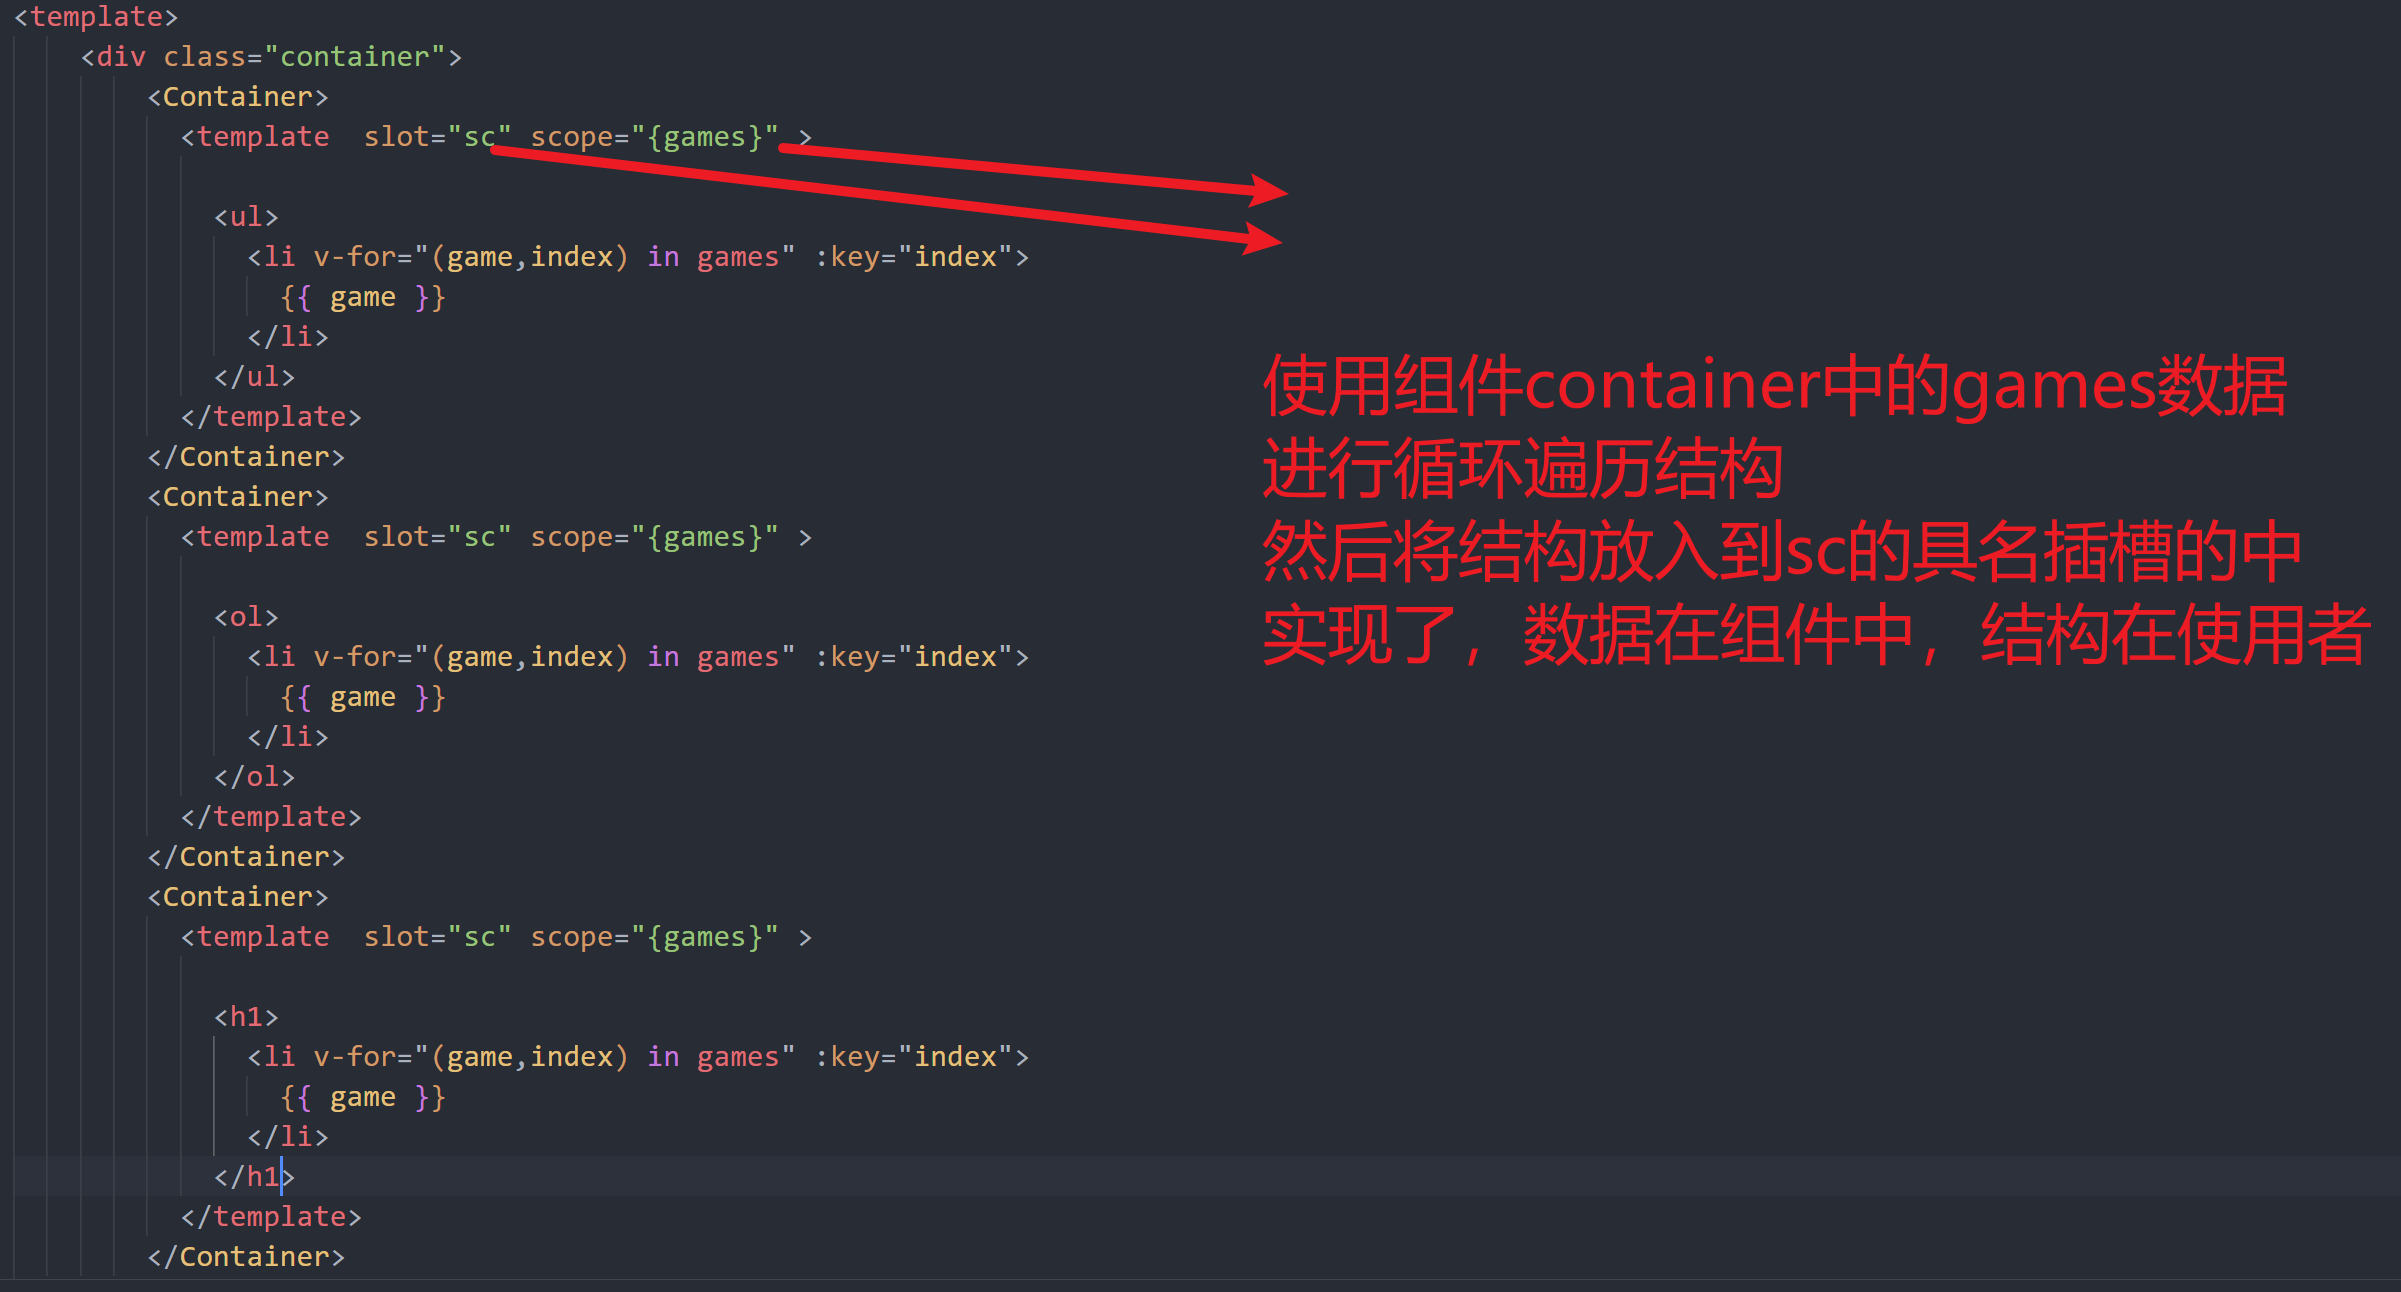 <template>
<div class="container">
<Container>
<template  slot="sc" scope="{games}" >
<ul>
<li v-for="(game,index) in games" :key="index">
{{ game }}
</li>
</ul>
</template>
</Container>
<Container>
<template  slot="sc" scope="{games}" >
<ol>
<li v-for="(game,index) in games" :key="index">
{{ game }}
</li>
</ol>
</template>
</Container>
<Container>
<template  slot="sc" scope="{games}" >
<h1>
<li v-for="(game,index) in games" :key="index">
{{ game }}
</li>
</h1>
</template>
</Container>
使用组件container中的games数据
进行循环遍历结构
然后将结构放入到sc的具名插槽的中
实现了，数据在组件中，结构在使用者